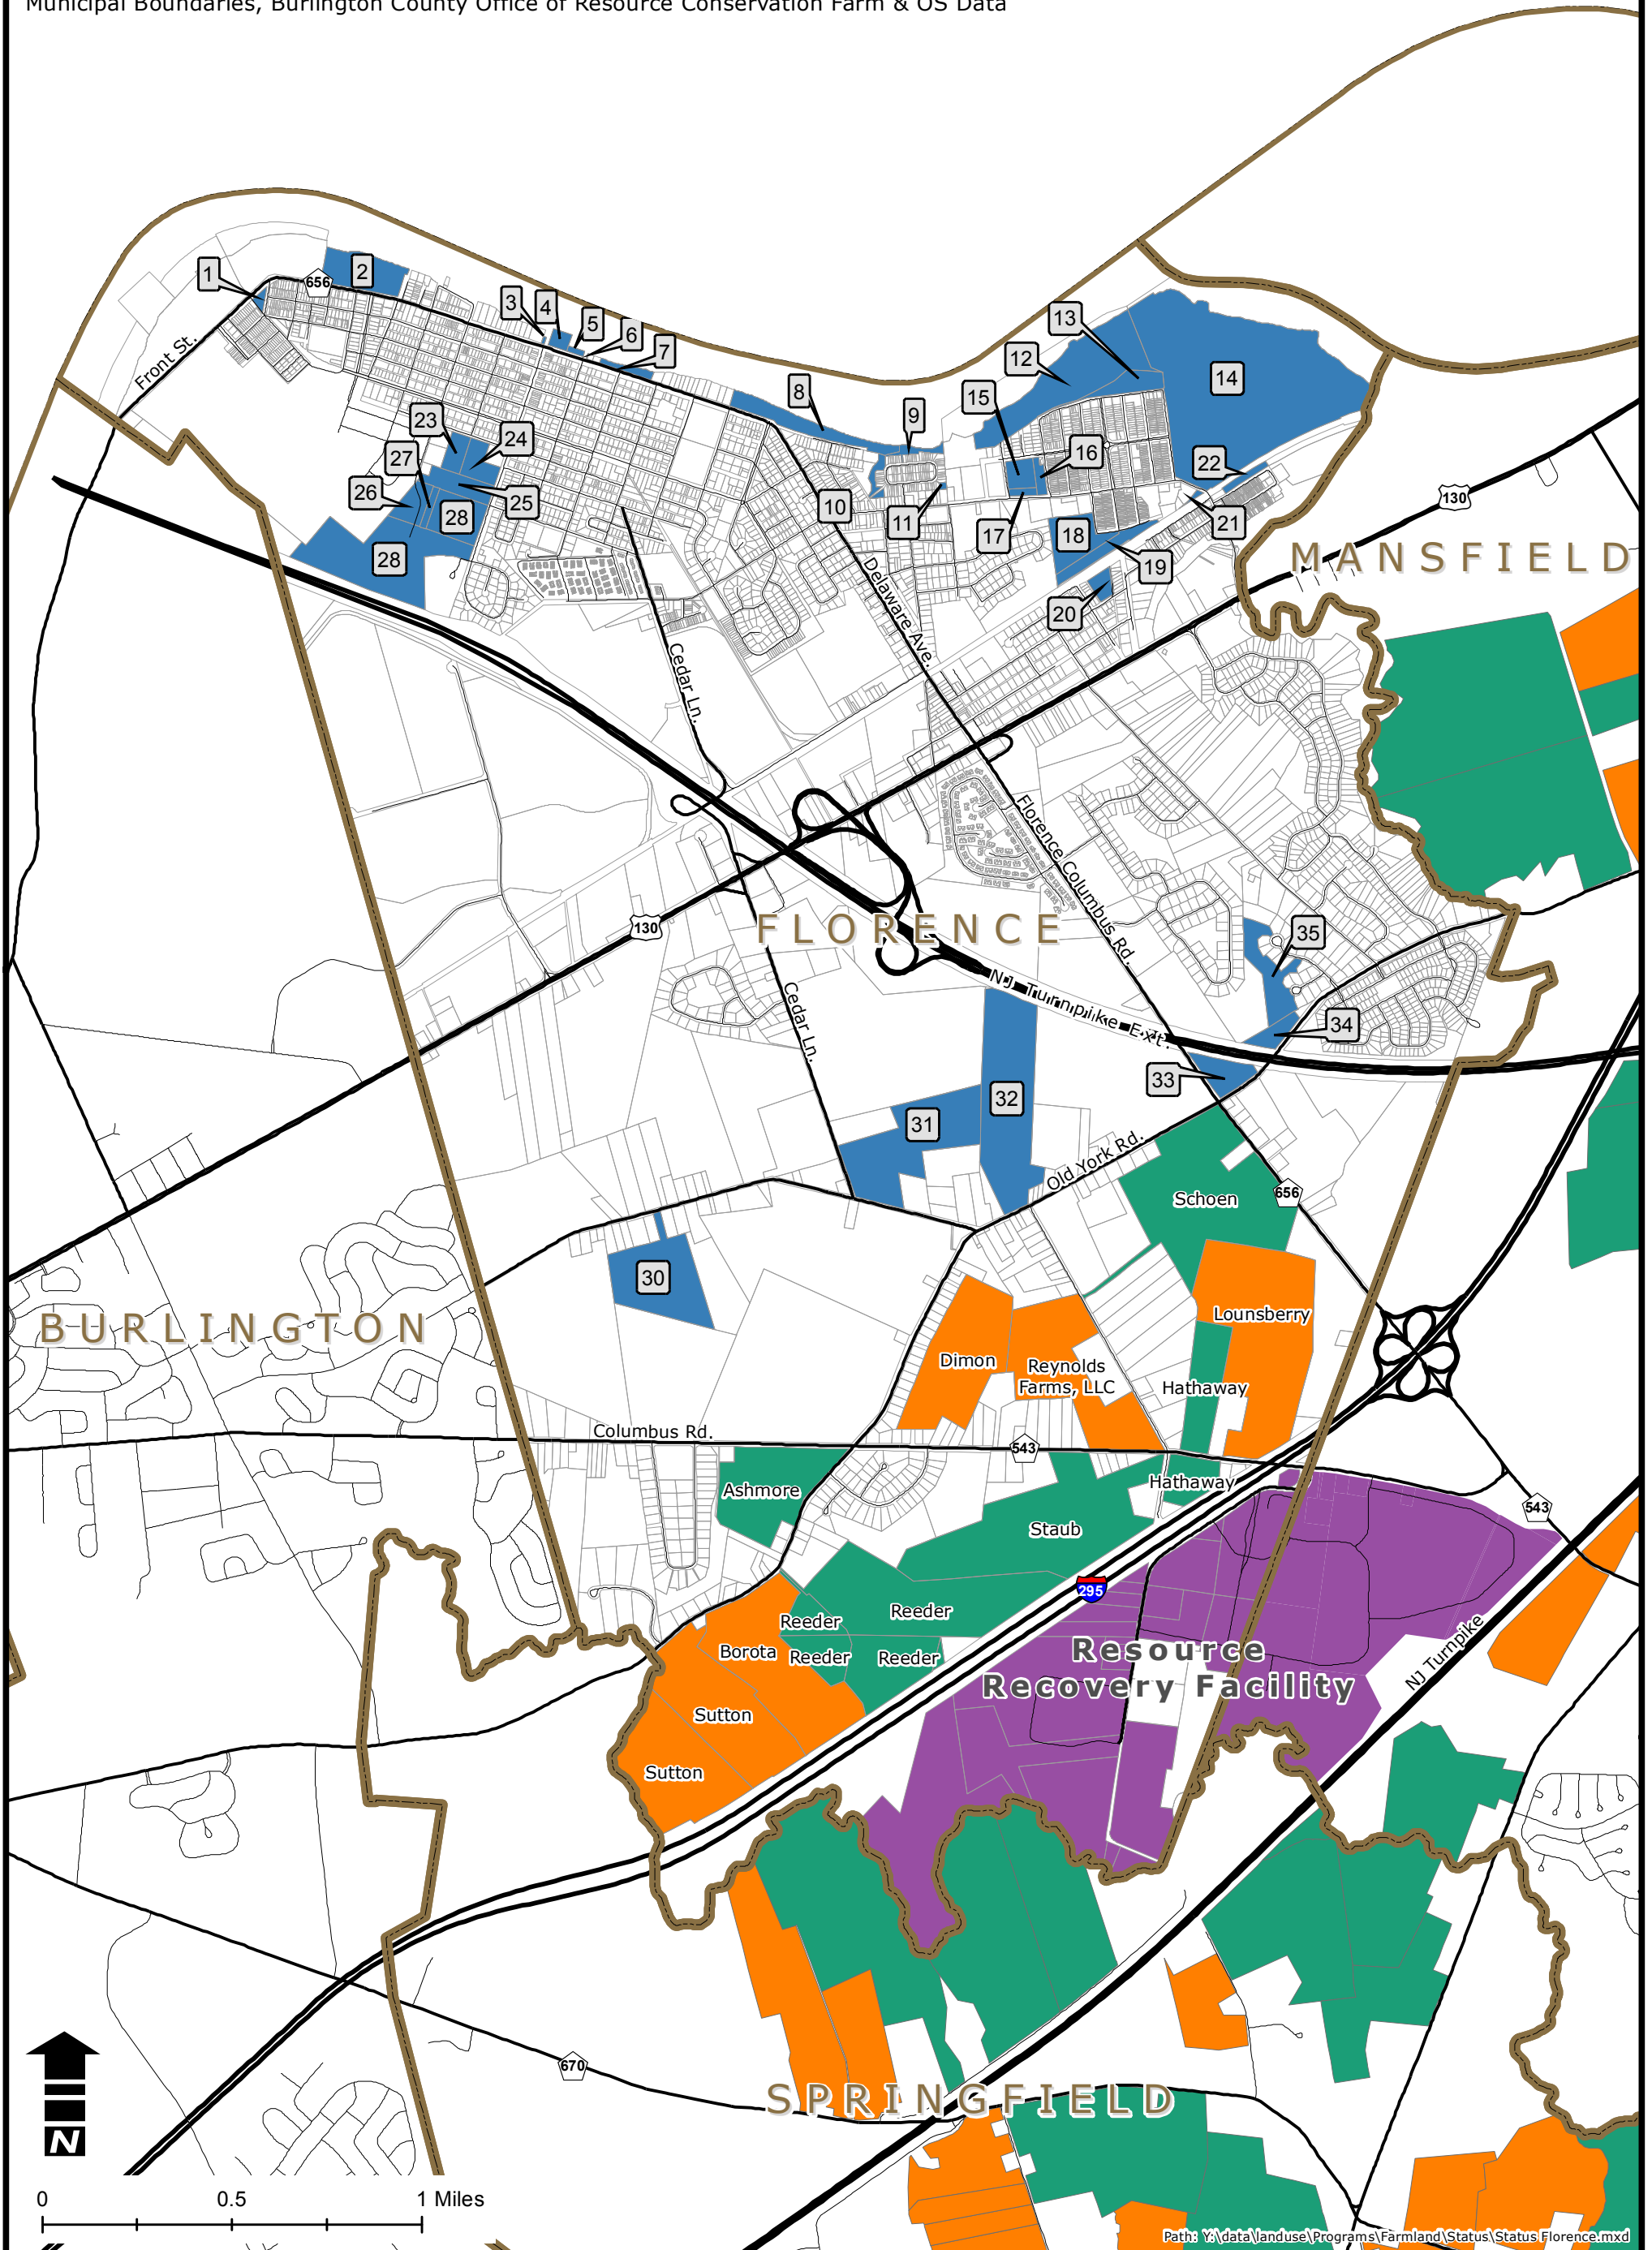 Municipal Boundaries, Burlington County Office of Resource Conservation Farm & OS Data
1
656
2
3
4
5
6
7
8
9
10
11
12
13
14
15
16
17
18
19
20
21
22
23
24
25
26
27
28
28
Front St.
130
MANSFIELD
Delaware Ave.
Cedar Ln.
Florence Columbus Rd.
FLORENCE
130
35
NJ Turnpike Ext.
Cedar Ln.
34
33
32
31
Old York Rd.
Schoen
656
30
Lounsberry
BURLINGTON
Dimon
Reynolds
Farms, LLC
Hathaway
Columbus Rd.
543
Ashmore
Hathaway
543
Staub
295
Reeder
Reeder
Borota
Reeder
Reeder
Resource
Recovery Facility
NJ Turnpike
Sutton
Sutton
670
SPRINGFIELD
N
0 0.5 1 Miles
Path: Y:\data\landuse\Programs\Farmland\Status\Status Florence.mxd